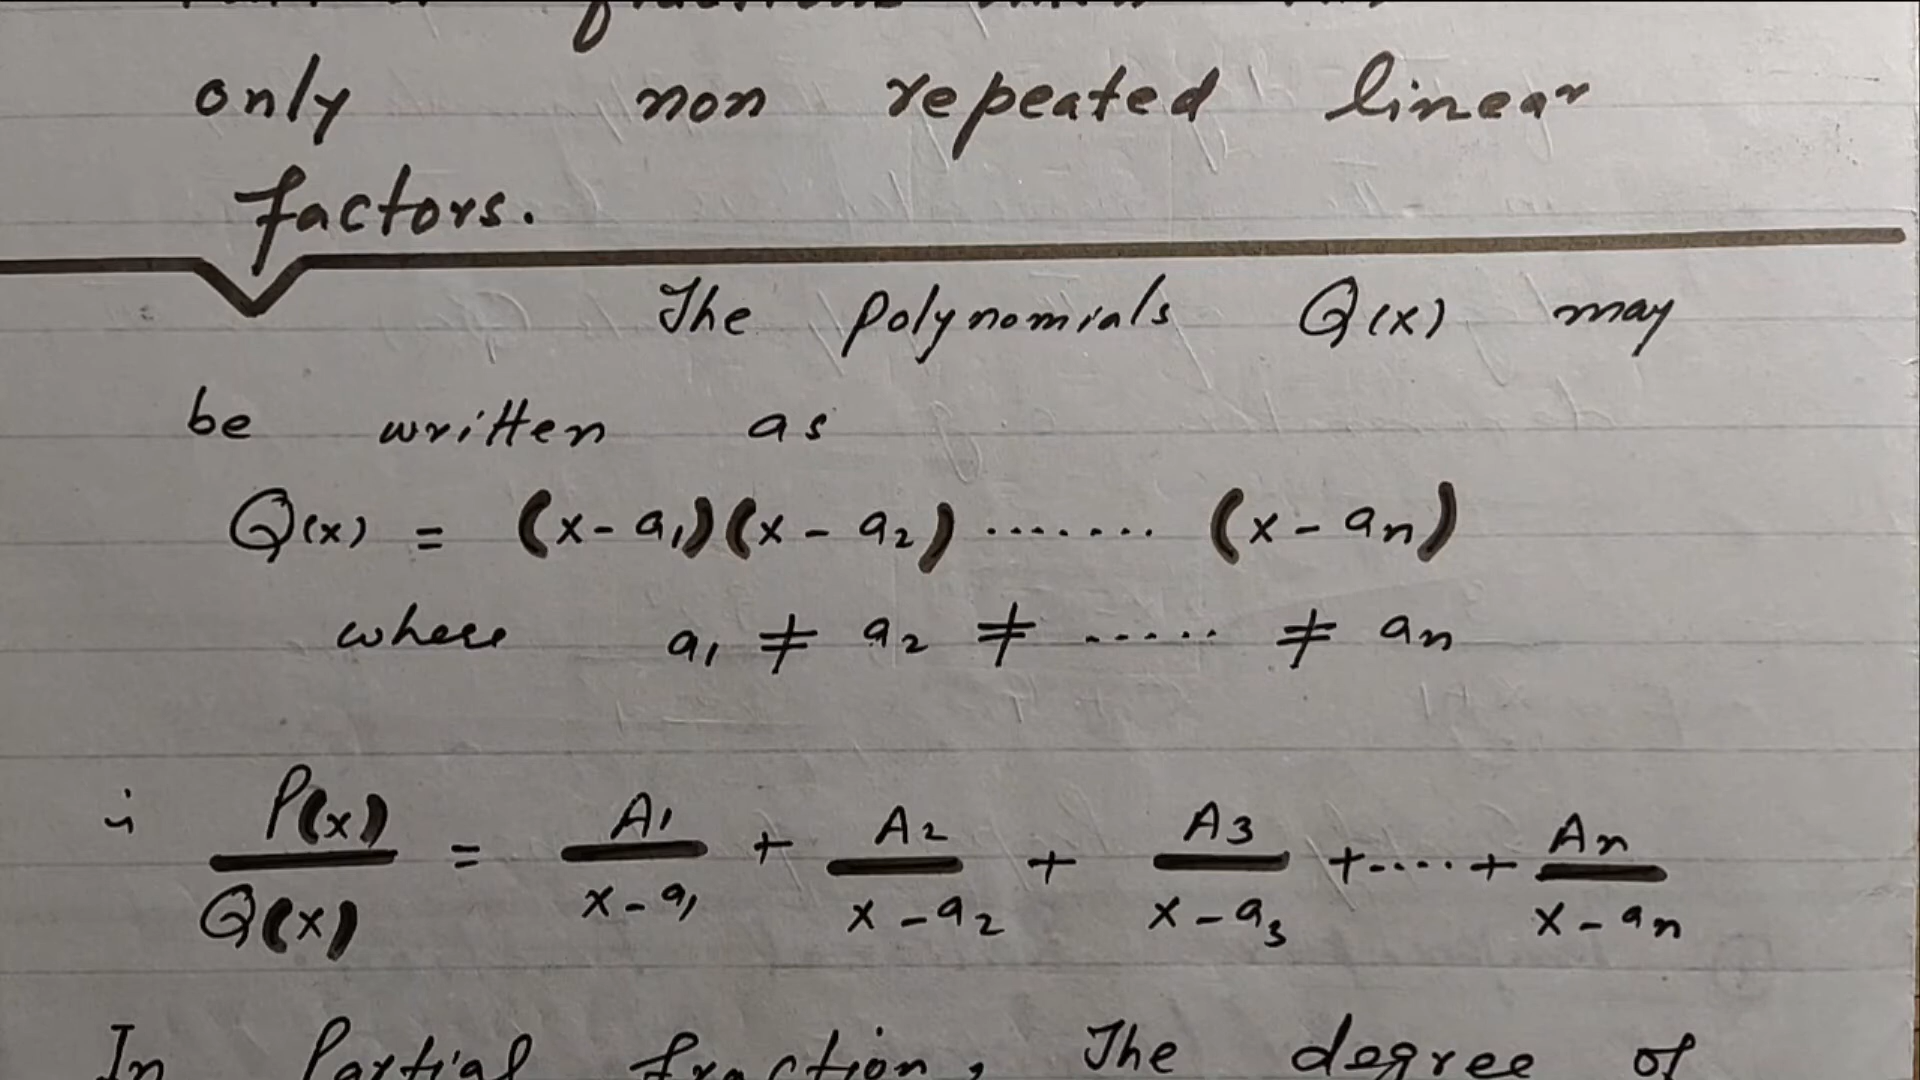 only non repeated linear
factors.
The polynomials Q(x) may
be written as
Q(x) = (x-a₁)(x-a₂)........(x-aₙ)
where a₁ ≠ a₂ ≠ ...... ≠ aₙ
P(x)/Q(x) = A₁/x-a₁ + A₂/x-a₂ + A₃/x-a₃ +....+ Aₙ/x-aₙ
In Partial fraction, The degree of